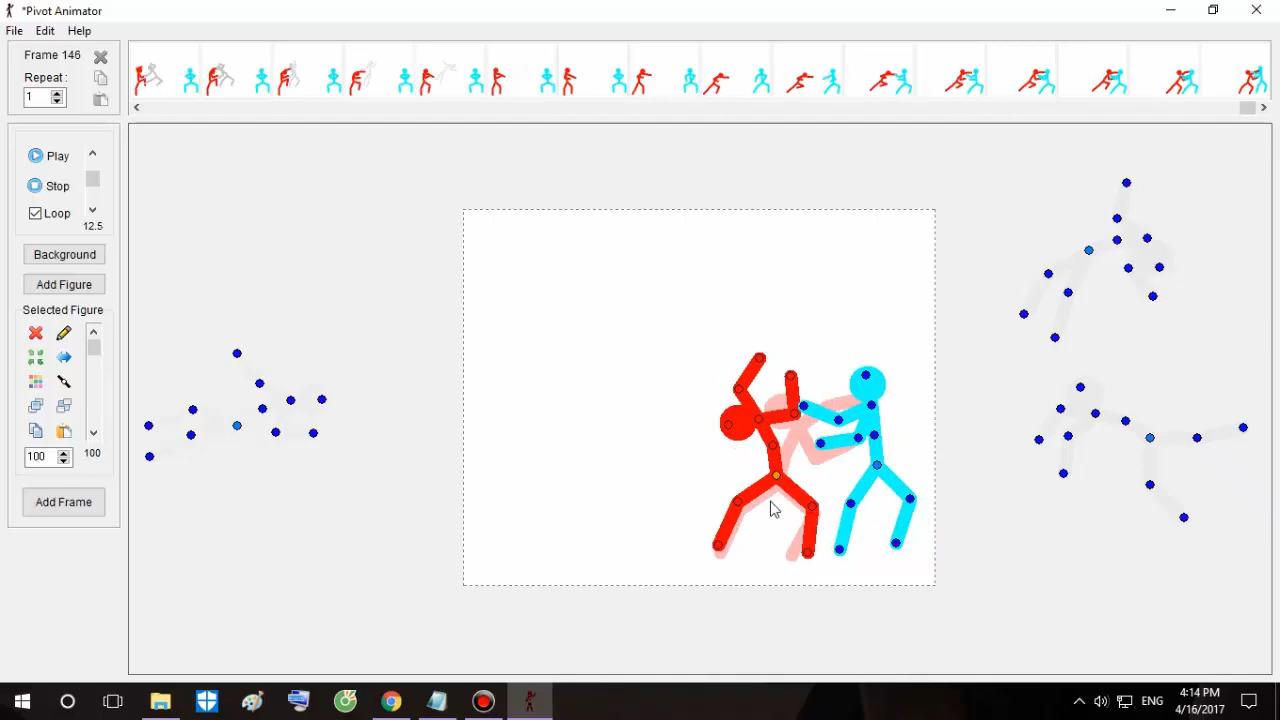 *Pivot Animator
File Edit Help
Frame 146
Repeat :
1
Play
Stop
Loop
12.5
Background
Add Figure
Selected Figure
100
100
Add Frame
ENG
4:14 PM
4/16/2017